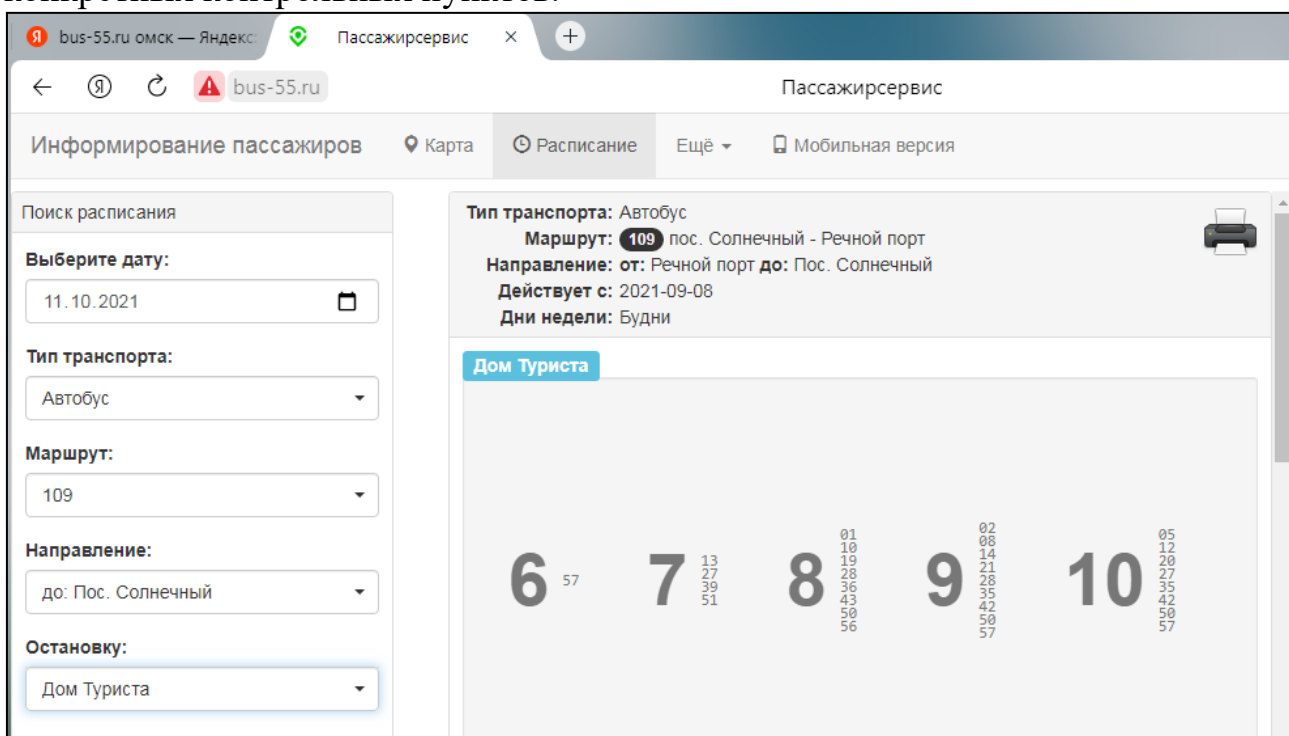 конкретных контрольных пунктов.
bus-55.ru омск — Яндекс
Пассажирсервис
bus-55.ru
Пассажирсервис
Информирование пассажиров
Карта
Расписание
Ещё
Мобильная версия
Поиск расписания
Выберите дату:
11.10.2021
Тип транспорта:
Автобус
Маршрут:
109
Направление:
до: Пос. Солнечный
Остановку:
Дом Туриста
Тип транспорта: Автобус
Маршрут: 109 пос. Солнечный - Речной порт
Направление: от: Речной порт до: Пос. Солнечный
Действует с: 2021-09-08
Дни недели: Будни
Дом Туриста
6
57
7
13
27
39
51
8
01
10
19
28
36
43
50
56
9
02
08
14
21
28
35
42
50
57
10
05
12
20
27
35
42
50
57